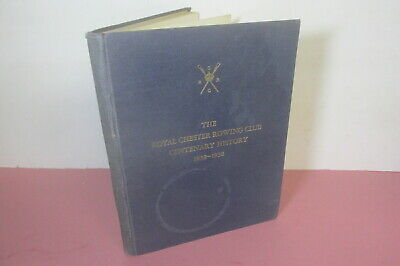 THE
ROYAL CHESTER ROWING CLUB
CENTENARY HISTORY
1838-1938